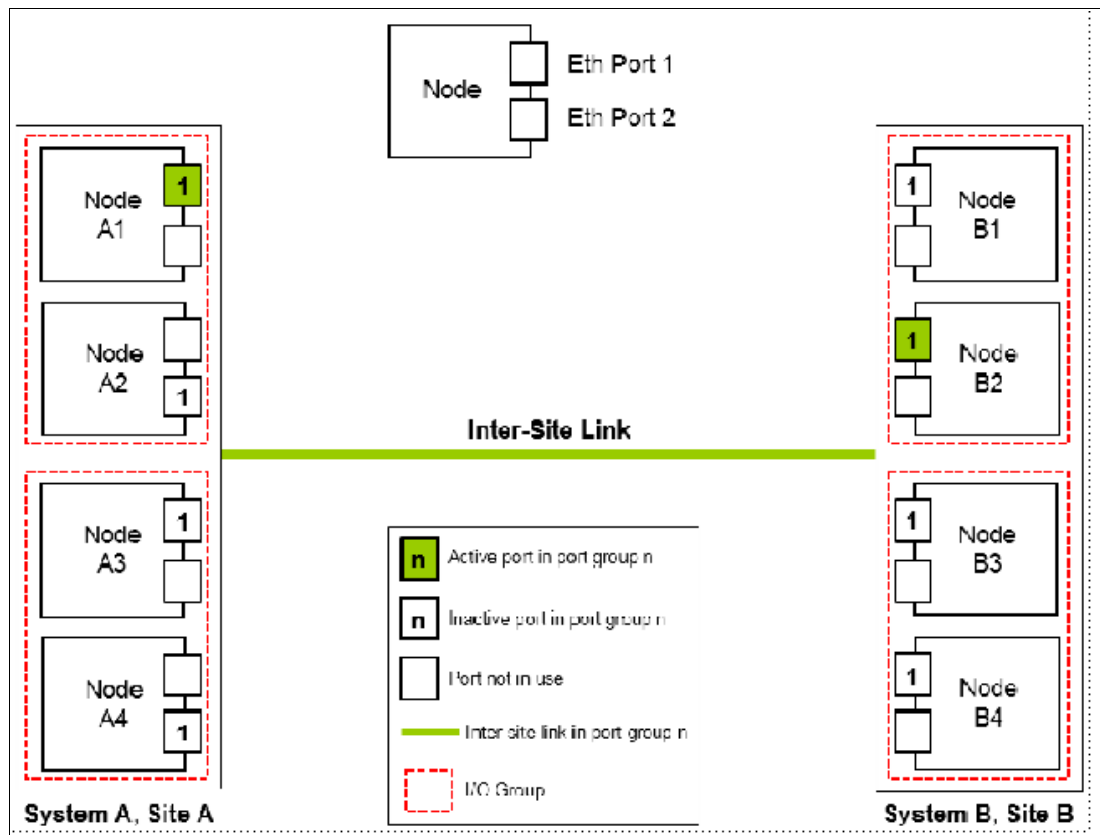 Node
Eth Port 1
Eth Port 2
Node
A1
1
Node
A2
1
Node
A3
1
Node
A4
1
System A, Site A
Inter-Site Link
n
Active port in port group n
n
Inactive port in port group n
Port not in use
Inter site link in port group n
I/O Group
1
Node
B1
1
Node
B2
1
Node
B3
1
Node
B4
System B, Site B